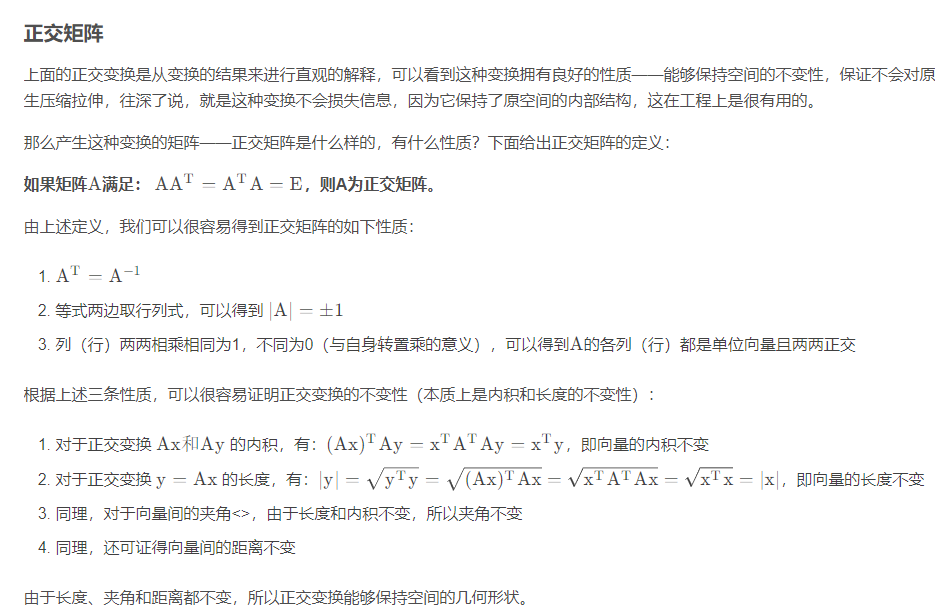 正交矩阵
上面的正交变换是从变换的结果来进行直观的解释，可以看到这种变换拥有良好的性质——能够保持空间的不变性，保证不会对原
生压缩拉伸，往深了说，就是这种变换不会损失信息，因为它保持了原空间的内部结构，这在工程上是很有用的。
那么产生这种变换的矩阵——正交矩阵是什么样的，有什么性质？下面给出正交矩阵的定义：
如果矩阵A满足： AAᵀ = AᵀA = E，则A为正交矩阵。
由上述定义，我们可以很容易得到正交矩阵的如下性质：
1. Aᵀ = A⁻¹
2. 等式两边取行列式，可以得到 |A| = ±1
3. 列（行）两两相乘相同为1，不同为0（与自身转置乘的意义），可以得到A的各列（行）都是单位向量且两两正交
根据上述三条性质，可以很容易证明正交变换的不变性（本质上是内积和长度的不变性）：
1. 对于正交变换 Ax和Ay 的内积，有：(Ax)ᵀAy = xᵀAᵀAy = xᵀy，即向量的内积不变
2. 对于正交变换 y = Ax 的长度，有：|y| = √(yᵀy) = √((Ax)ᵀAx) = √(xᵀAᵀAx) = √(xᵀx) = |x|，即向量的长度不变
3. 同理，对于向量间的夹角<>，由于长度和内积不变，所以夹角不变
4. 同理，还可证得向量间的距离不变
由于长度、夹角和距离都不变，所以正交变换能够保持空间的几何形状。